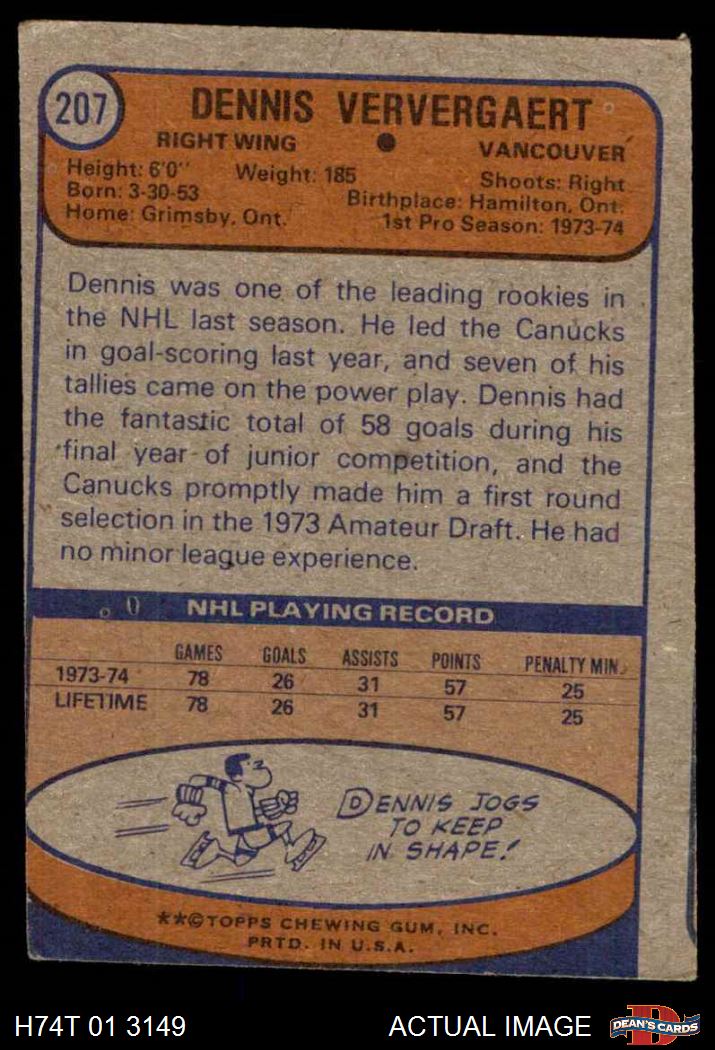 207
DENNIS VERVERGAERT
RIGHT WING ● VANCOUVER
Height: 6'0" Weight: 185 Shoots: Right
Born: 3-30-53 Birthplace: Hamilton, Ont.
Home: Grimsby, Ont. 1st Pro Season: 1973-74
Dennis was one of the leading rookies in
the NHL last season. He led the Canucks
in goal-scoring last year, and seven of his
tallies came on the power play. Dennis had
the fantastic total of 58 goals during his
final year of junior competition, and the
Canucks promptly made him a first round
selection in the 1973 Amateur Draft. He had
no minor league experience.
NHL PLAYING RECORD
GAMES GOALS ASSISTS POINTS PENALTY MIN.
1973-74 78 26 31 57 25
LIFETIME 78 26 31 57 25
DENNIS JOGS
TO KEEP
IN SHAPE!
**©TOPPS CHEWING GUM, INC.
PRTD. IN U.S.A.
H74T 01 3149 ACTUAL IMAGE
D
DEAN'S CARDS